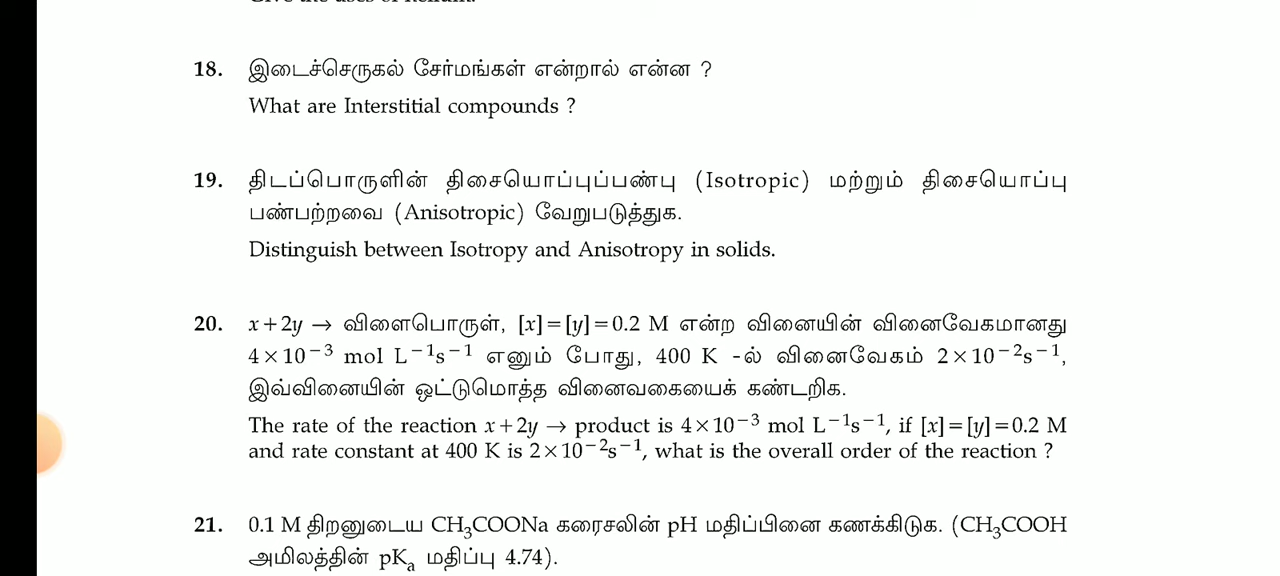 Give the uses of helium.
18. இடைச்செருகல் சேர்மங்கள் என்றால் என்ன ?
What are Interstitial compounds ?
19. திடப்பொருளின் திசையொப்புப்பண்பு (Isotropic) மற்றும் திசையொப்பு
பண்பற்றவை (Anisotropic) வேறுபடுத்துக.
Distinguish between Isotropy and Anisotropy in solids.
20. x+2y → விளைபொருள், [x]=[y]=0.2 M என்ற வினையின் வினைவேகமானது
4×10⁻³ mol L⁻¹s⁻¹ எனும் போது, 400 K -ல் வினைவேகம் 2×10⁻²s⁻¹,
இவ்வினையின் ஒட்டுமொத்த வினைவகையைக் கண்டறிக.
The rate of the reaction x+2y → product is 4×10⁻³ mol L⁻¹s⁻¹, if [x]=[y]=0.2 M
and rate constant at 400 K is 2×10⁻²s⁻¹, what is the overall order of the reaction ?
21. 0.1 M திறனுடைய CH₃COONa கரைசலின் pH மதிப்பினை கணக்கிடுக. (CH₃COOH
அமிலத்தின் pKₐ மதிப்பு 4.74).